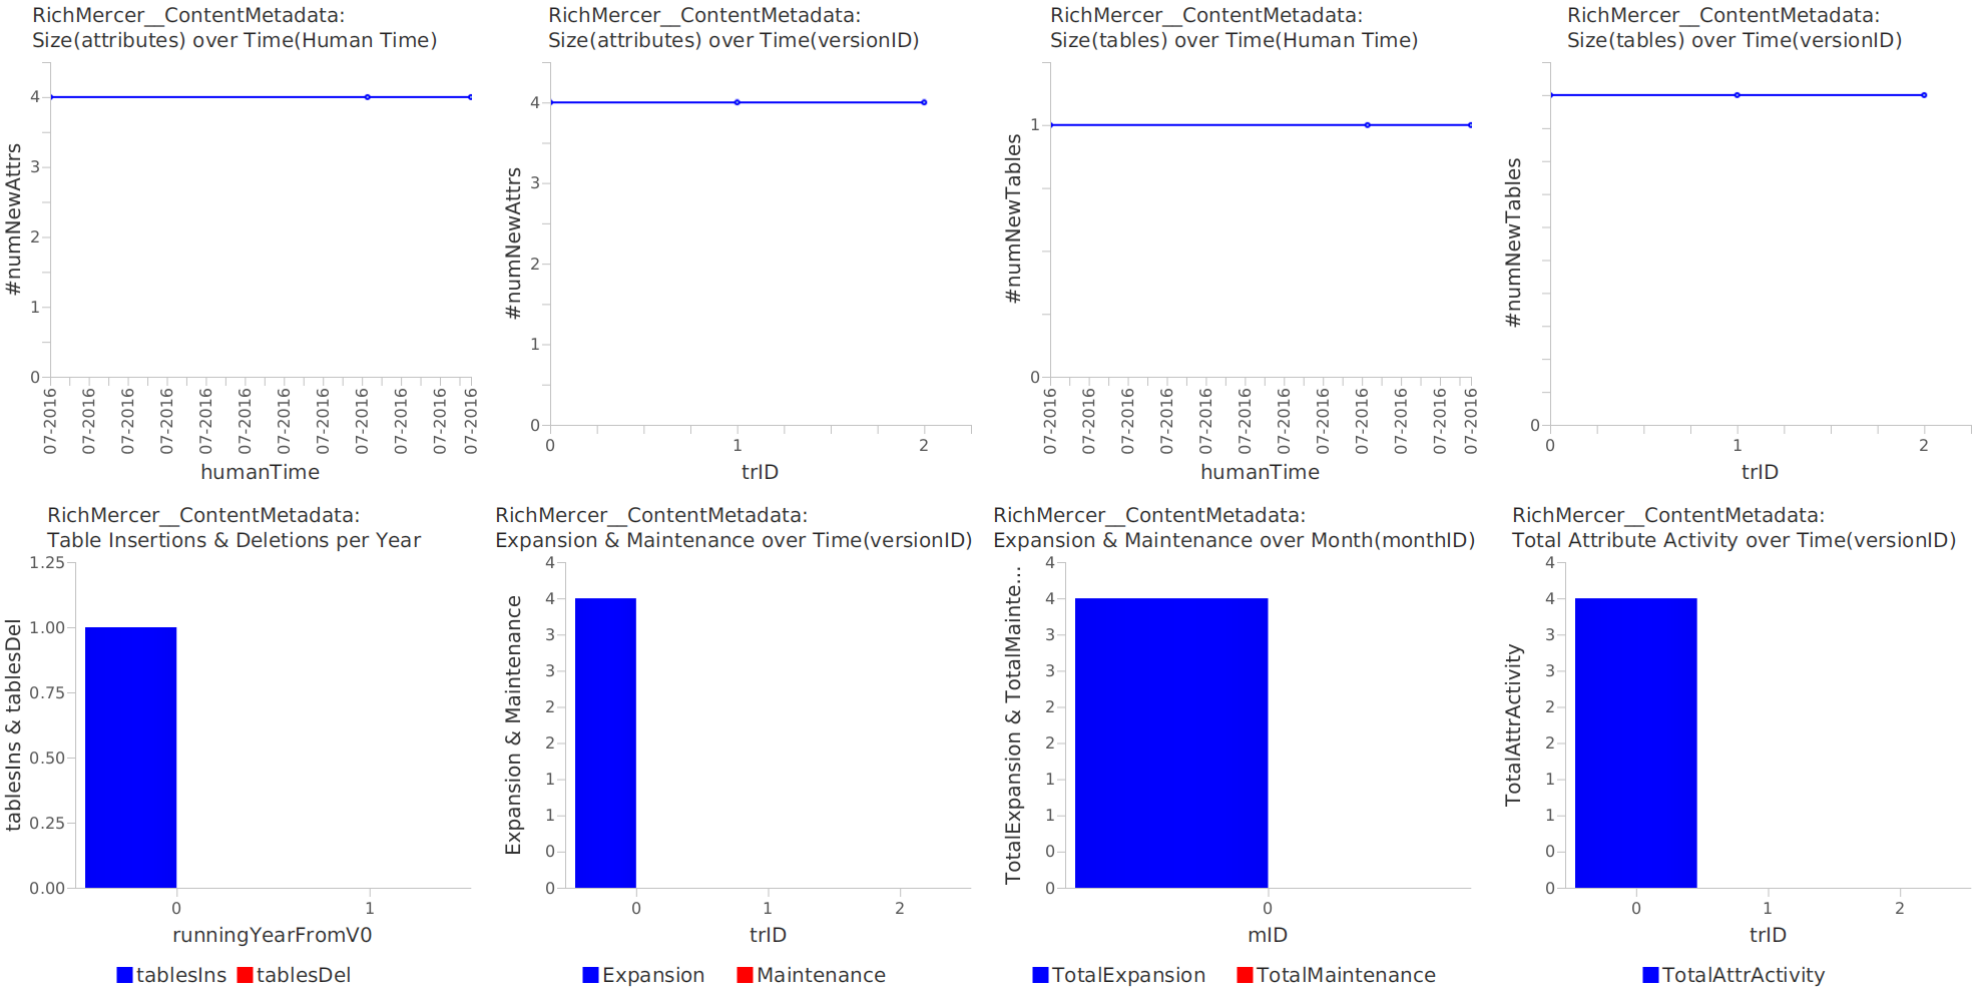 RichMercer__ContentMetadata:
Size(attributes) over Time(Human Time)
#numNewAttrs
4
3
2
1
0
07-2016
07-2016
07-2016
07-2016
07-2016
07-2016
07-2016
07-2016
07-2016
07-2016
07-2016
07-2016
humanTime
RichMercer__ContentMetadata:
Size(attributes) over Time(versionID)
#numNewAttrs
4
3
2
1
0
0 1 2
trID
RichMercer__ContentMetadata:
Size(tables) over Time(Human Time)
#numNewTables
1
0
07-2016
07-2016
07-2016
07-2016
07-2016
07-2016
07-2016
07-2016
07-2016
07-2016
07-2016
07-2016
humanTime
RichMercer__ContentMetadata:
Size(tables) over Time(versionID)
#numNewTables
0
0 1 2
trID
RichMercer__ContentMetadata:
Table Insertions & Deletions per Year
tablesIns & tablesDel
1.25
1.00
0.75
0.50
0.25
0.00
0 1
runningYearFromV0
tablesIns tablesDel
RichMercer__ContentMetadata:
Expansion & Maintenance over Time(versionID)
Expansion & Maintenance
4
4
3
3
2
2
1
1
0
0
0 1 2
trID
Expansion Maintenance
RichMercer__ContentMetadata:
Expansion & Maintenance over Month(monthID)
TotalExpansion & TotalMainte...
4
4
3
3
2
2
1
1
0
0
0
mID
TotalExpansion TotalMaintenance
RichMercer__ContentMetadata:
Total Attribute Activity over Time(versionID)
TotalAttrActivity
4
4
3
3
2
2
1
1
0
0
0 1 2
trID
TotalAttrActivity